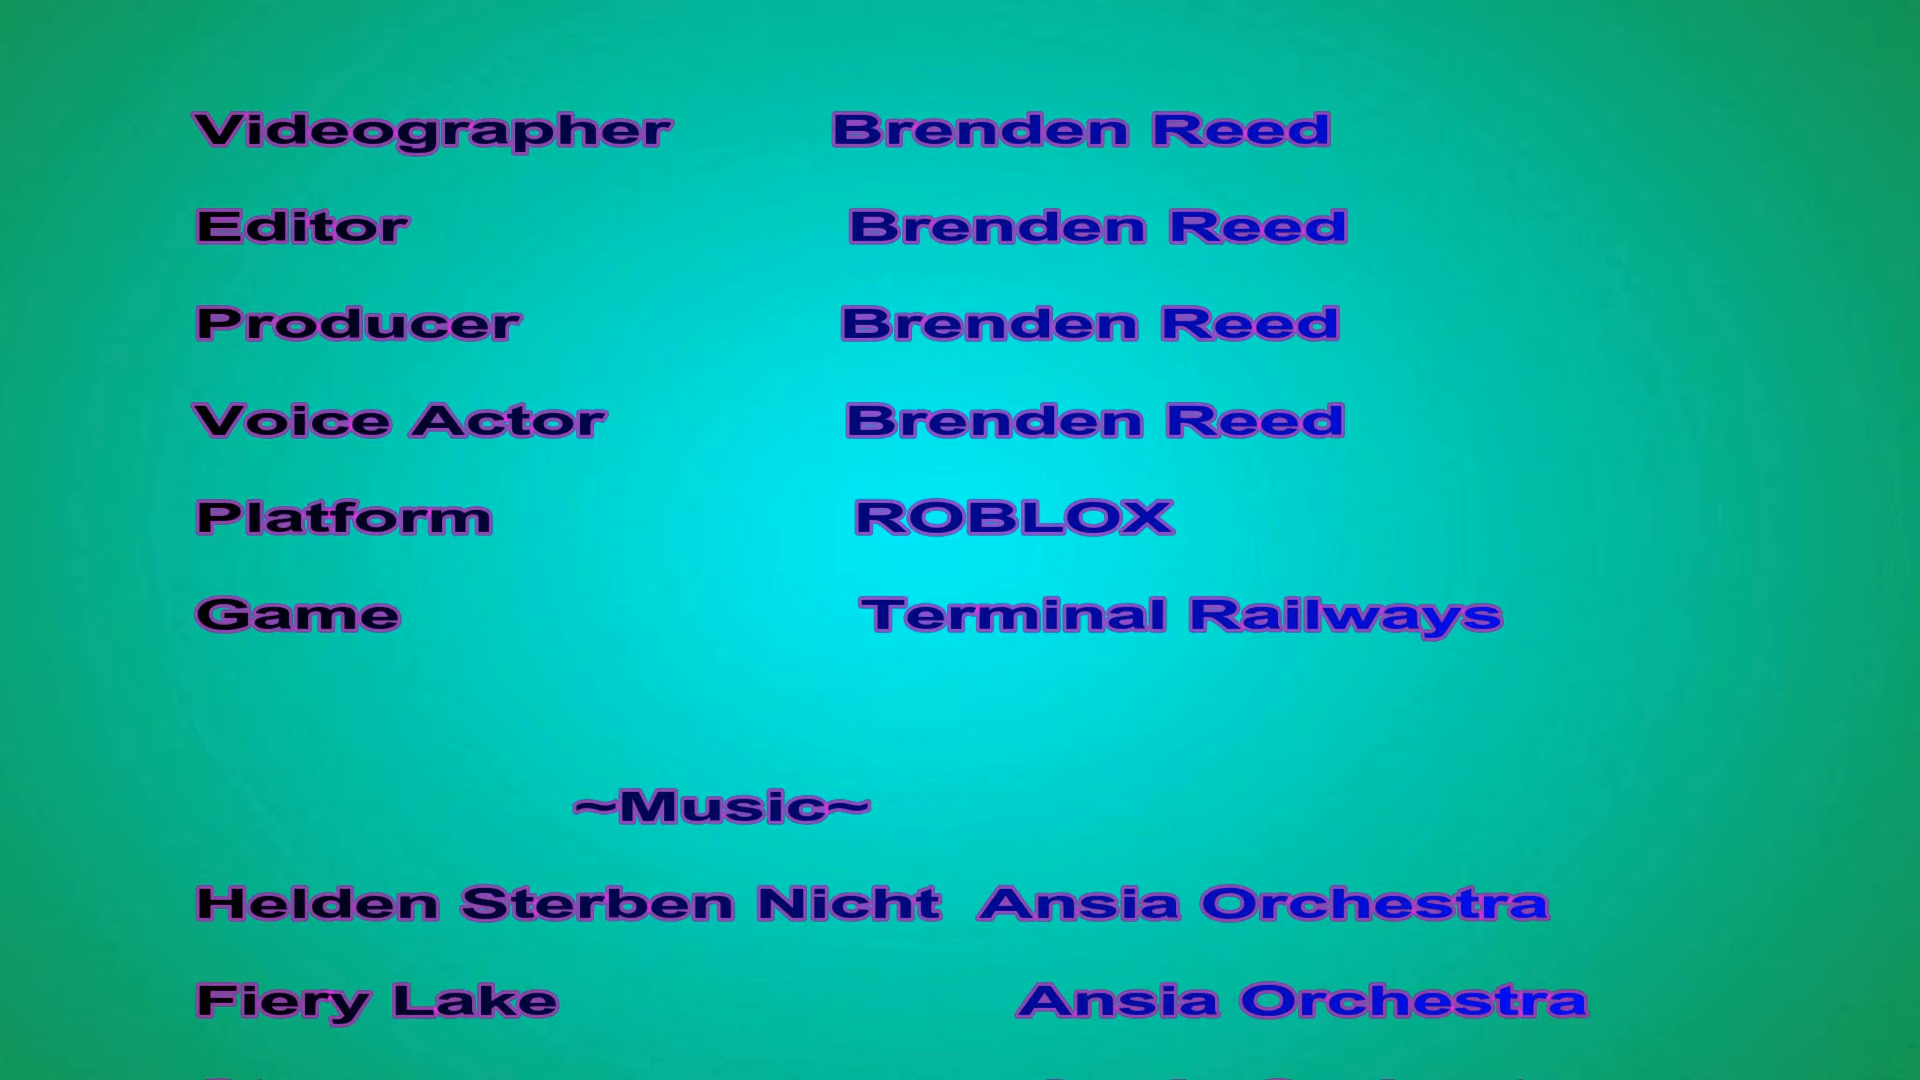 Videographer Brenden Reed
Editor Brenden Reed
Producer Brenden Reed
Voice Actor Brenden Reed
Platform ROBLOX
Game Terminal Railways
~Music~
Helden Sterben Nicht Ansia Orchestra
Fiery Lake Ansia Orchestra